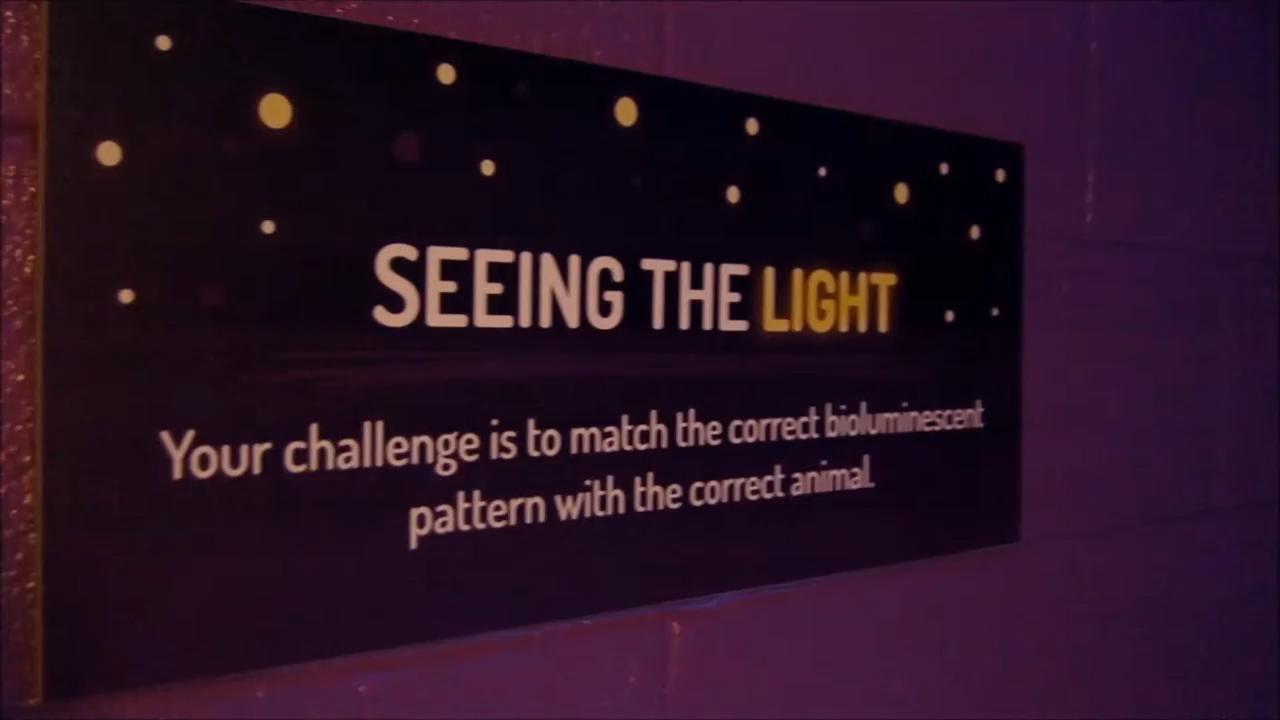 SEEING THE LIGHT
Your challenge is to match the correct bioluminescent
pattern with the correct animal.